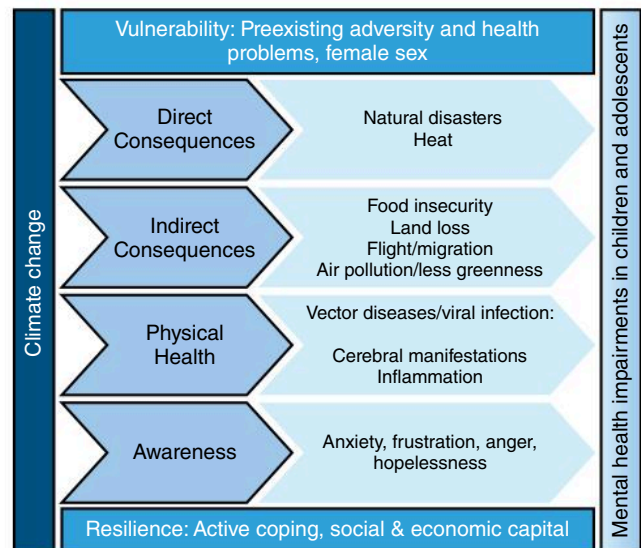 Vulnerability: Preexisting adversity and health
problems, female sex
Climate change
Direct
Consequences
Natural disasters
Heat
Indirect
Consequences
Food insecurity
Land loss
Flight/migration
Air pollution/less greenness
Physical
Health
Vector diseases/viral infection:
Cerebral manifestations
Inflammation
Awareness
Anxiety, frustration, anger,
hopelessness
Mental health impairments in children and adolescents
Resilience: Active coping, social & economic capital